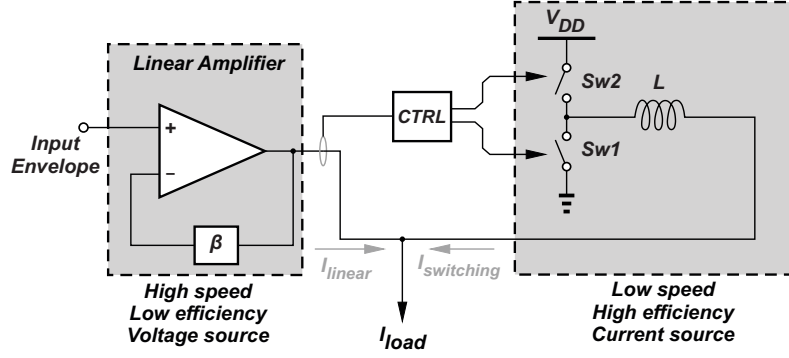 Linear Amplifier
Input
Envelope
+
−
β
CTRL
V_DD
Sw2
Sw1
L
I_linear
I_switching
I_load
High speed
Low efficiency
Voltage source
Low speed
High efficiency
Current source